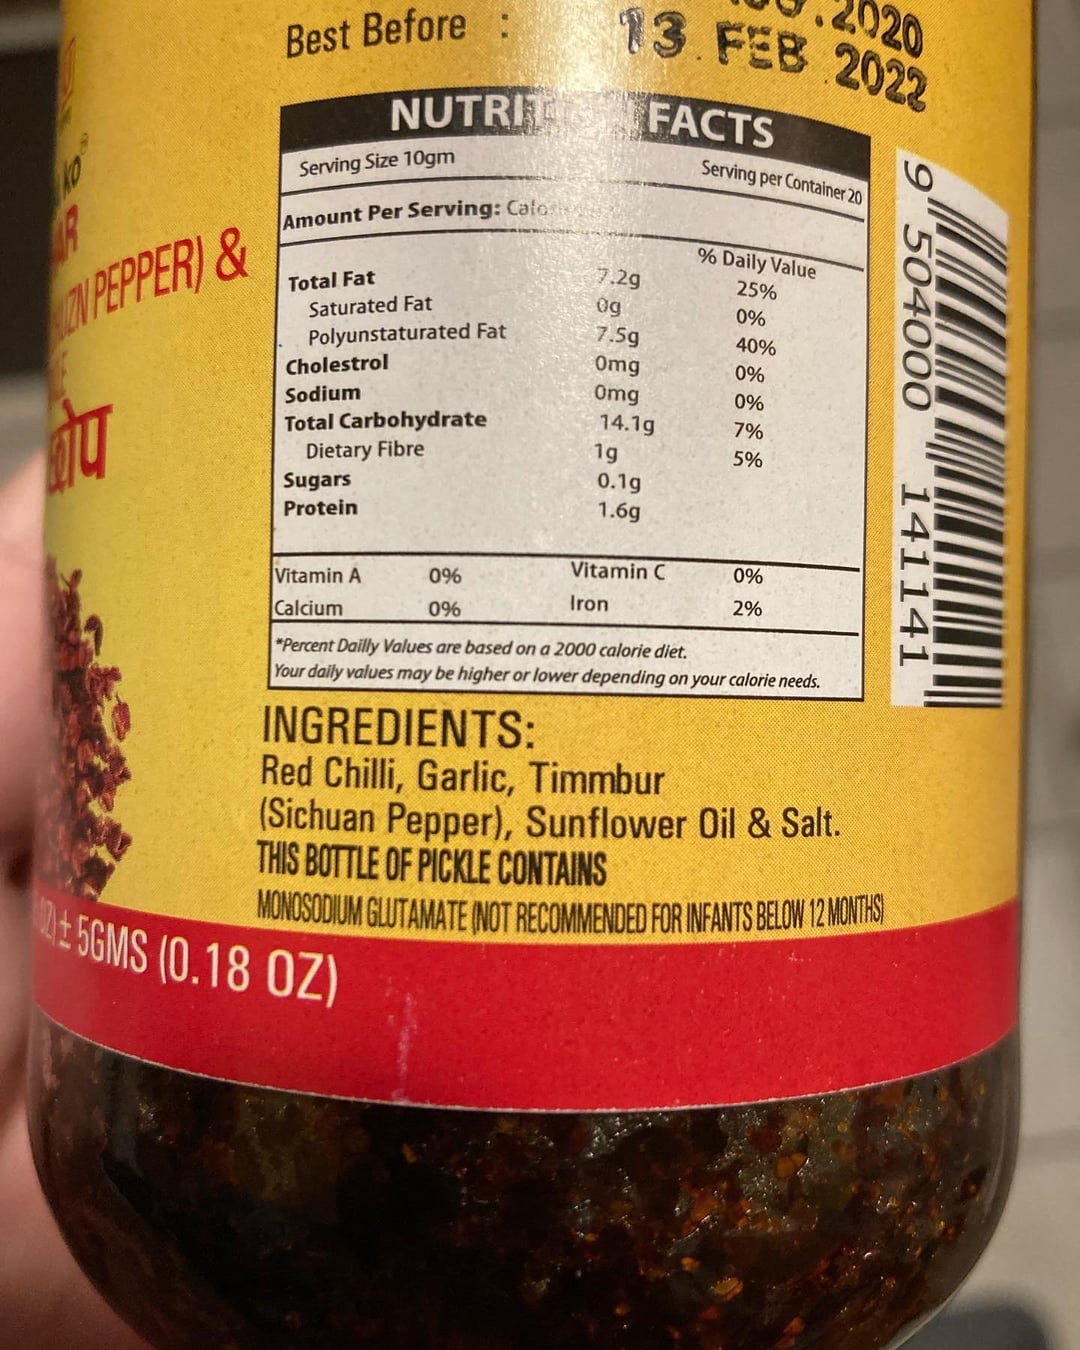 2020
Best Before : 13 FEB 2022
FACTS
Serving Size 10gm Serving per Container 20
Amount Per Serving:
% Daily Value
Total Fat 7.2g 25%
Saturated Fat 0g 0%
Polyunstaturated Fat 7.5g 40%
Cholestrol 0mg 0%
Sodium 0mg 0%
Total Carbohydrate 14.1g 7%
Dietary Fibre 1g 5%
Sugars 0.1g
Protein 1.6g
Vitamin A 0% Vitamin C 0%
Calcium 0% Iron 2%
*Percent Dailly Values are based on a 2000 calorie diet.
Your daily values may be higher or lower depending on your calorie needs.
INGREDIENTS:
Red Chilli, Garlic, Timmbur
(Sichuan Pepper), Sunflower Oil & Salt.
THIS BOTTLE OF PICKLE CONTAINS
MONOSODIUM GLUTAMATE (NOT RECOMMENDED FOR INFANTS BELOW 12 MONTHS)
9 504000 141141
KO
PEPPER) &
± 5GMS (0.18 OZ)